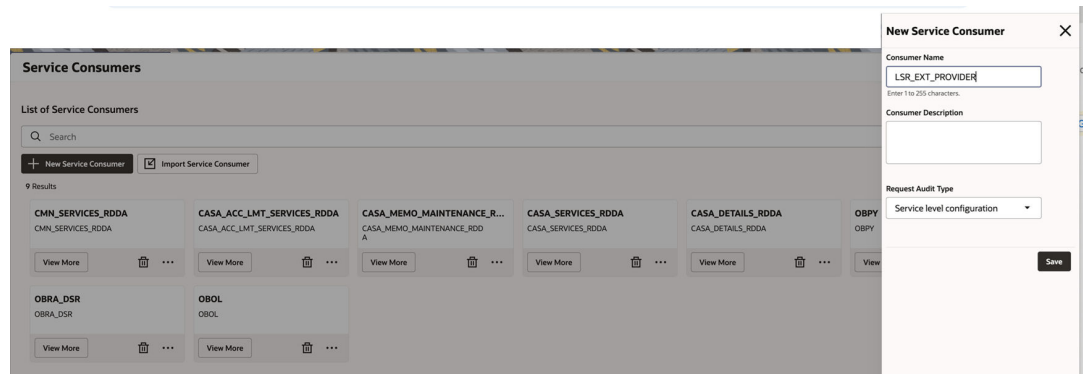 New Service Consumer
Consumer Name
LSR_EXT_PROVIDER
Enter 1 to 255 characters.
Consumer Description
Request Audit Type
Service level configuration
Save
Service Consumers
List of Service Consumers
Search
New Service Consumer
Import Service Consumer
9 Results
CMN_SERVICES_RDDA
CMN_SERVICES_RDDA
View More
CASA_ACC_LMT_SERVICES_RDDA
CASA_ACC_LMT_SERVICES_RDDA
View More
CASA_MEMO_MAINTENANCE_R...
CASA_MEMO_MAINTENANCE_RDD
A
View More
CASA_SERVICES_RDDA
CASA_SERVICES_RDDA
View More
CASA_DETAILS_RDDA
CASA_DETAILS_RDDA
View More
OBPY
OBPY
View
OBRA_DSR
OBRA_DSR
View More
OBOL
OBOL
View More